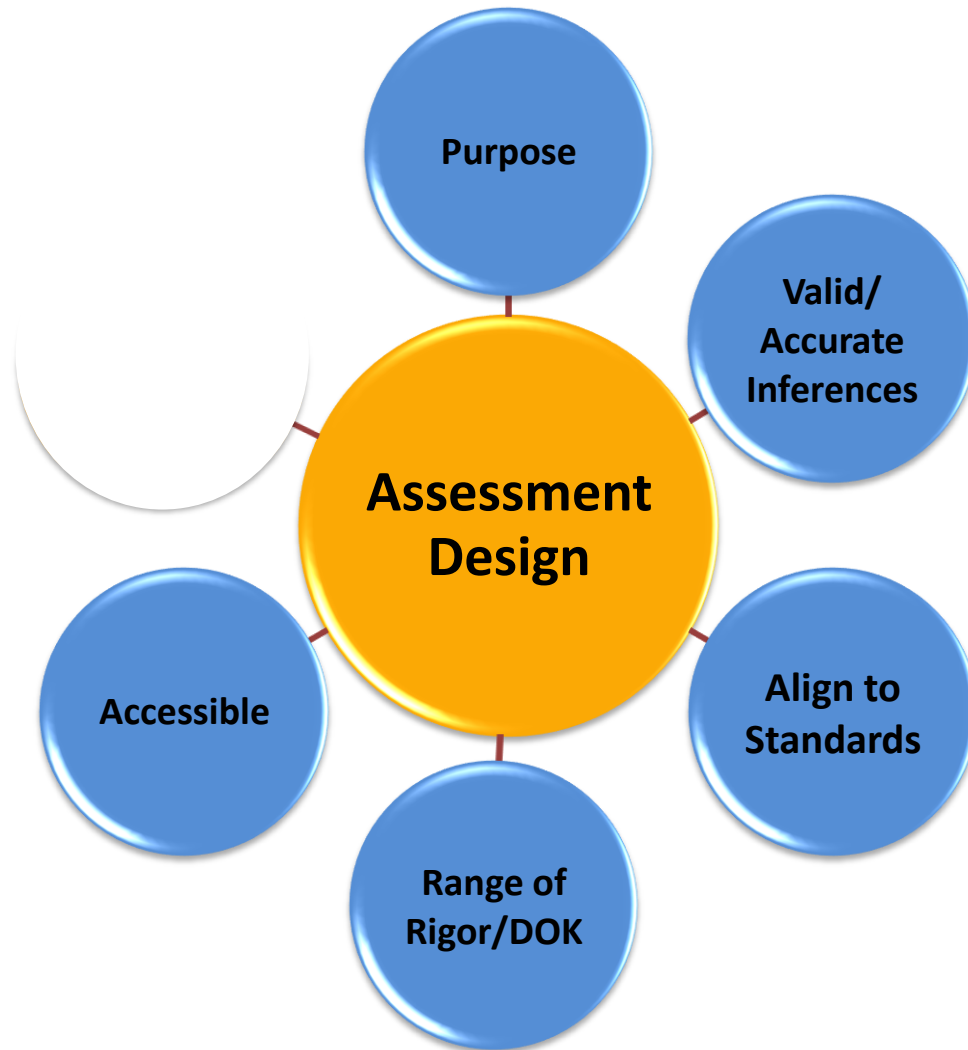 Purpose
Valid/
Accurate
Inferences
Assessment
Design
Align to
Standards
Accessible
Range of
Rigor/DOK